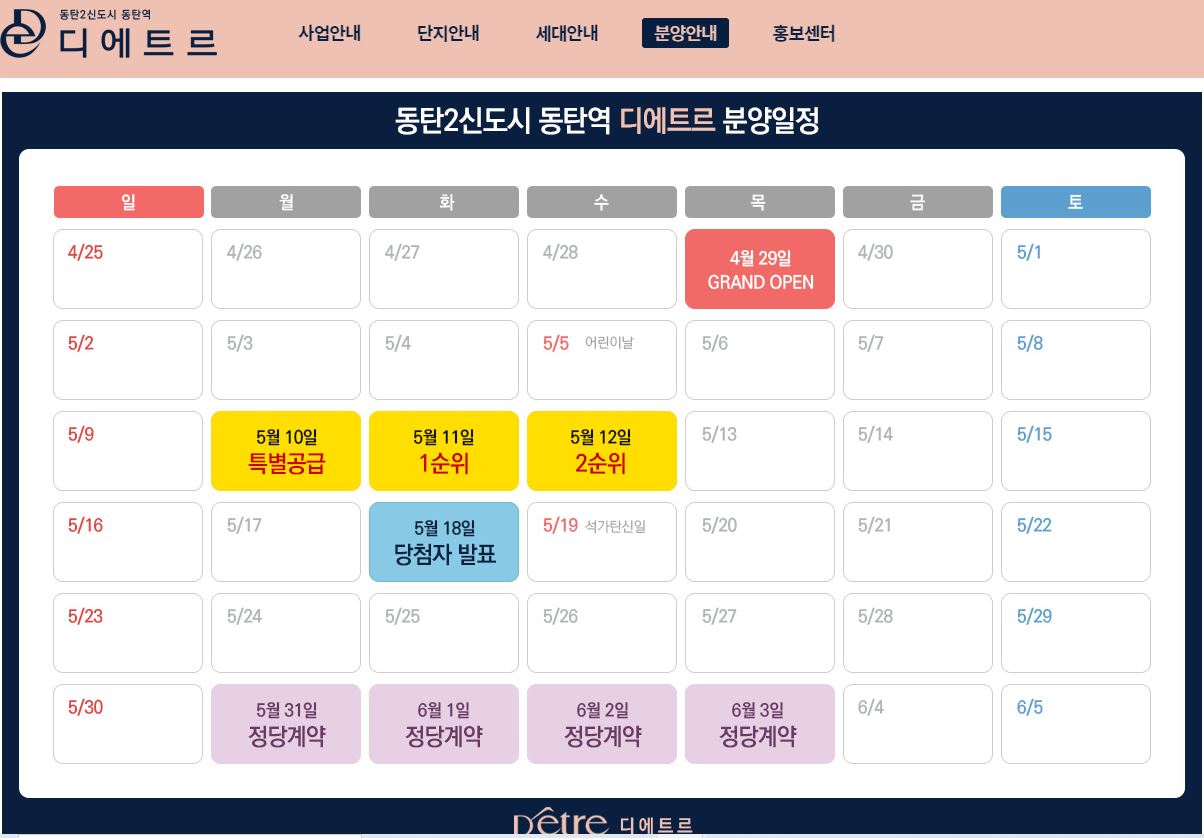 동탄2신도시 동탄역
디에트르
사업안내 단지안내 세대안내 분양안내 홍보센터
동탄2신도시 동탄역 디에트르 분양일정
일 월 화 수 목 금 토
4/25 4/26 4/27 4/28 4월 29일 4/30 5/1
GRAND OPEN
5/2 5/3 5/4 5/5 어린이날 5/6 5/7 5/8
5/9 5월 10일 5월 11일 5월 12일 5/13 5/14 5/15
특별공급 1순위 2순위
5/16 5/17 5월 18일 5/19 석가탄신일 5/20 5/21 5/22
당첨자 발표
5/23 5/24 5/25 5/26 5/27 5/28 5/29
5/30 5월 31일 6월 1일 6월 2일 6월 3일 6/4 6/5
정당계약 정당계약 정당계약 정당계약
Dêtre 디에트르